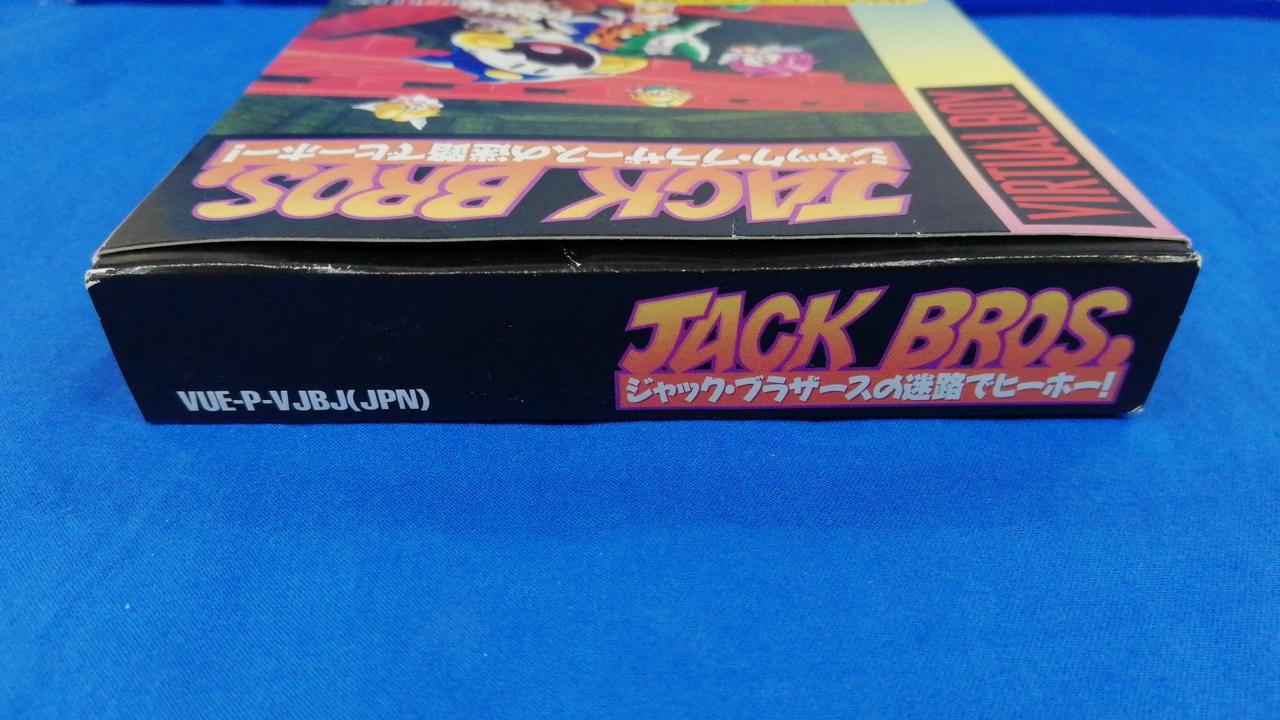 VIRTUAL BOY
ジャック・ブラザースの迷路でヒーホー!
JACK BROS.
JACK BROS.
ジャック・ブラザースの迷路でヒーホー!
VUE-P-VJBJ(JPN)